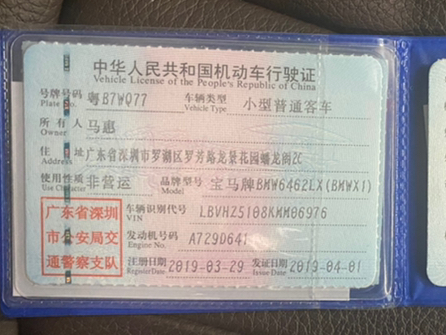 中华人民共和国机动车行驶证
Vehicle License of the People's Republic of China
号牌号码 粤B7WQ77 车辆类型 小型普通客车
Plate No. Vehicle Type
所有人 马惠
Owner
住址 广东省深圳市罗湖区罗芳路龙景花园蟠龙阁2C
Address
使用性质 非营运 品牌型号 宝马牌BMW6462LX(BMWX1)
Use Character Model
广东省深圳
市公安局交
通警察支队
车辆识别代号 LBVHZ5108KMM06976
VIN
发动机号码 A729D641
Engine No.
注册日期 2019-03-29 发证日期 2019-04-01
Register Date Issue Date